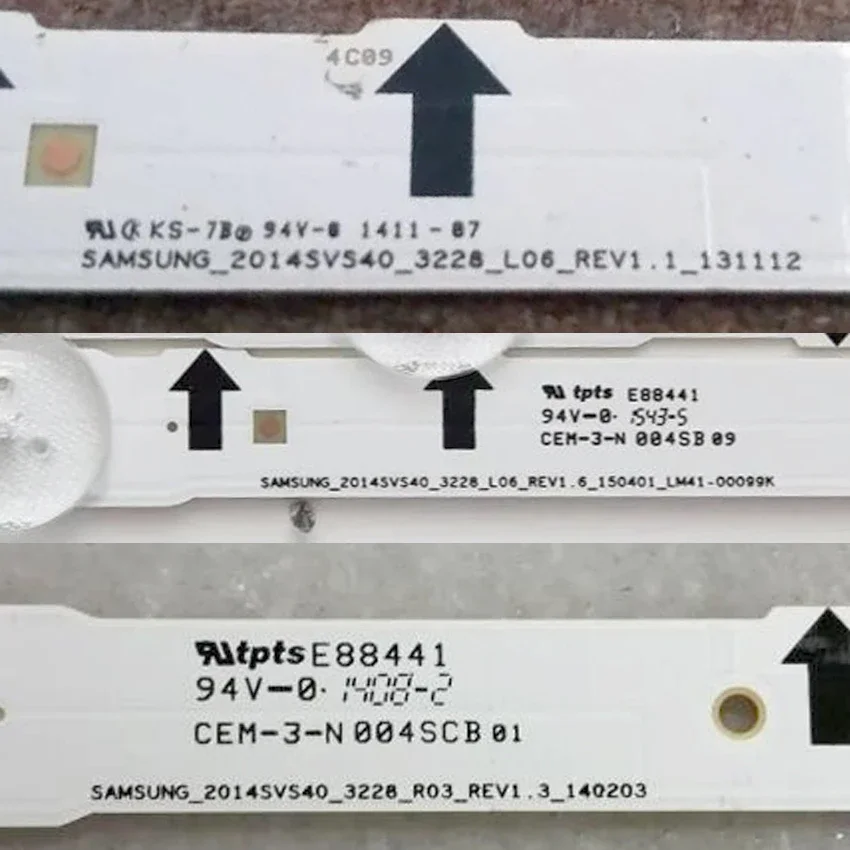 4C09
KS-7B 94V-0 1411-07
SAMSUNG_2014SVS40_3228_L06_REV1.1_131112
tpts E88441
94V-0· 1543-5
CEM-3-N 004SB 09
SAMSUNG_2014SVS40_3228_L06_REV1.6_150401_LM41-00099K
tpts E88441
94V-0· 1408-2
CEM-3-N 004SCB 01
SAMSUNG_2014SVS40_3228_R03_REV1.3_140203